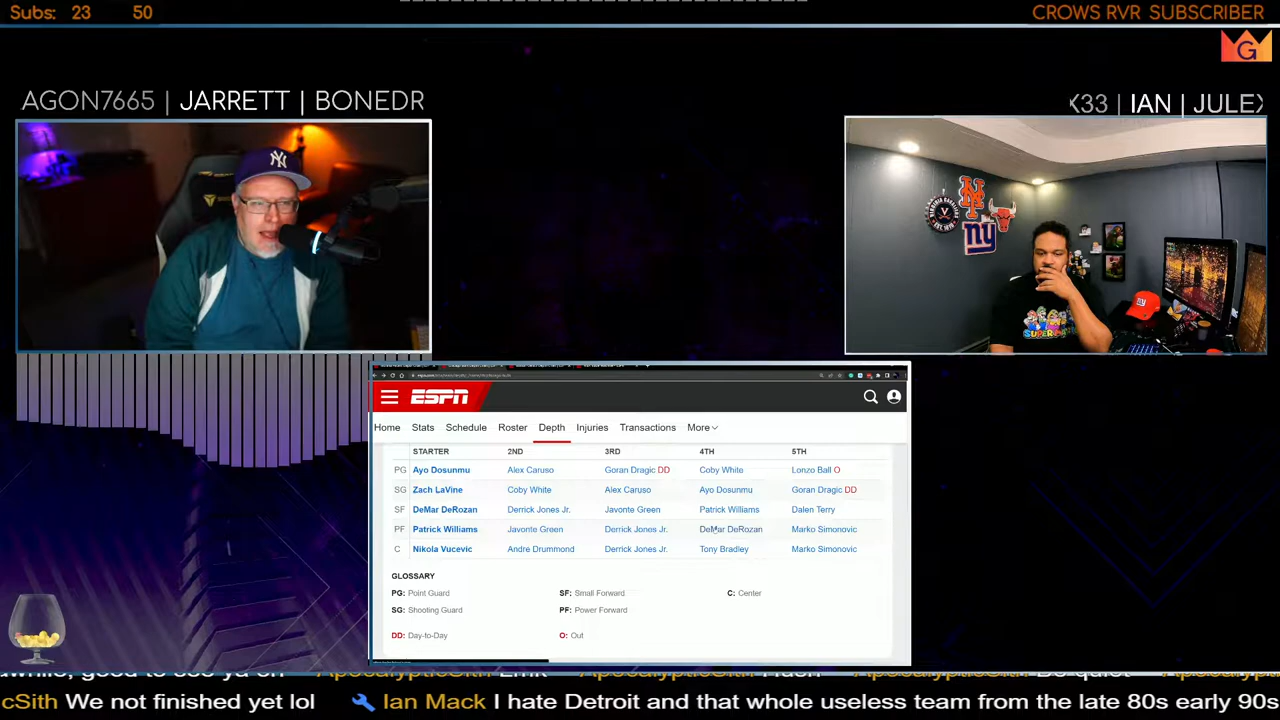 Subs: 23 50
CROWS RVR SUBSCRIBER
G
AGON7665 | JARRETT | BONEDR
X33 | IAN | JULEX
NY
NY
SUPER
ESPN
Home Stats Schedule Roster Depth Injuries Transactions More
STARTER 2ND 3RD 4TH 5TH
PG Ayo Dosunmu Alex Caruso Goran Dragic DD Coby White Lonzo Ball O
SG Zach LaVine Coby White Alex Caruso Ayo Dosunmu Goran Dragic DD
SF DeMar DeRozan Derrick Jones Jr. Javonte Green Patrick Williams Dalen Terry
PF Patrick Williams Javonte Green Derrick Jones Jr. DeMar DeRozan Marko Simonovic
C Nikola Vucevic Andre Drummond Derrick Jones Jr. Tony Bradley Marko Simonovic
GLOSSARY
PG: Point Guard SF: Small Forward C: Center
SG: Shooting Guard PF: Power Forward
DD: Day-to-Day O: Out
cSith We not finished yet lol Ian Mack I hate Detroit and that whole useless team from the late 80s early 90s